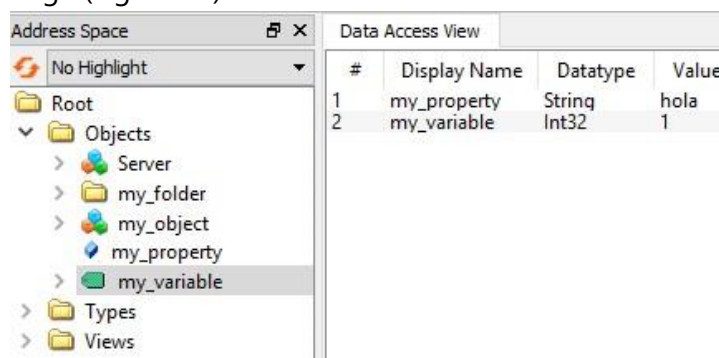 Address Space
No Highlight
Root
Objects
Server
my_folder
my_object
my_property
my_variable
Types
Views
Data Access View
# Display Name Datatype Value
1 my_property String hola
2 my_variable Int32 1